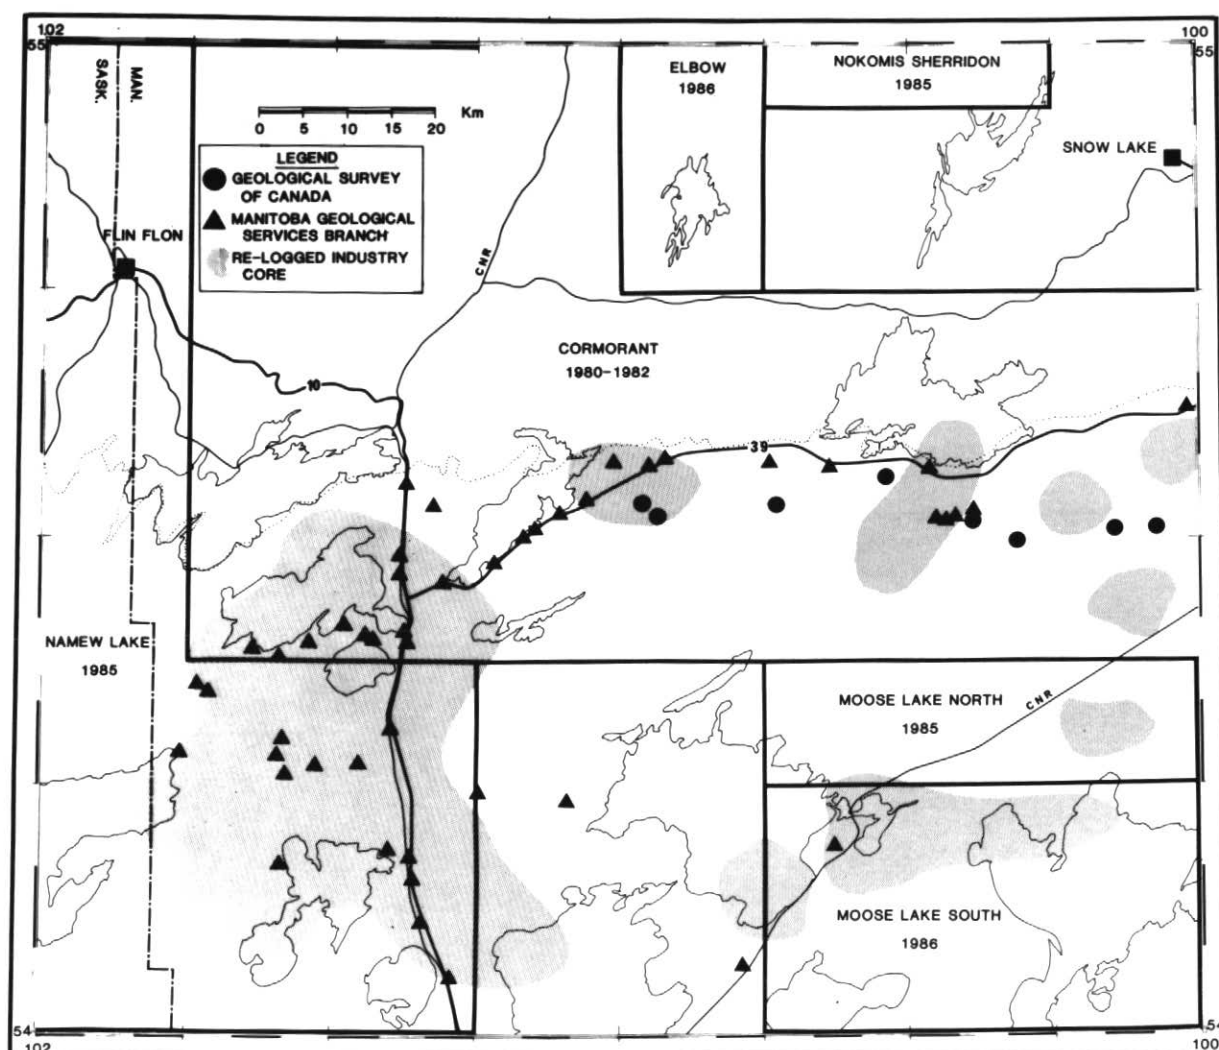 102
100
55
55
SASK.
MAN.
ELBOW
1986
NOKOMIS SHERRIDON
1985
Km
0 5 10 15 20
SNOW LAKE
LEGEND
GEOLOGICAL SURVEY
OF CANADA
MANITOBA GEOLOGICAL
SERVICES BRANCH
RE-LOGGED INDUSTRY
CORE
FLIN FLON
CNR
CORMORANT
1980-1982
10
39
NAMEW LAKE
1985
MOOSE LAKE NORTH
1985
CNR
MOOSE LAKE SOUTH
1986
54
54
102
100